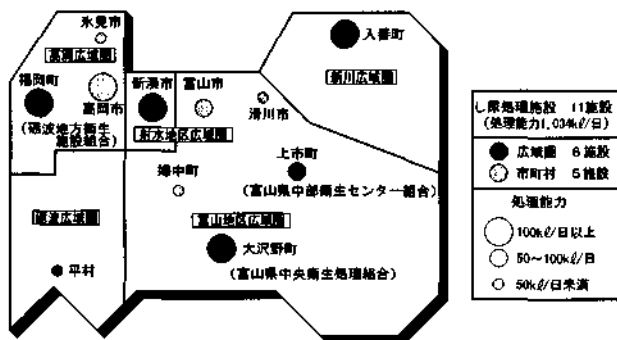 氷見市
高岡広域圏
福岡町
高岡市
(砺波地方衛生
施設組合)
新湊市
富山市
滑川市
射水地区広域圏
入善町
新川広域圏
上市町
(富山県中部衛生センター組合)
婦中町
砺波広域圏
富山地区広域圏
大沢野町
(富山県中央衛生処理組合)
平村
し尿処理施設 11施設
(処理能力1,034kℓ/日)
広域圏 6施設
市町村 5施設
処理能力
100kℓ/日以上
50～100kℓ/日
50kℓ/日未満